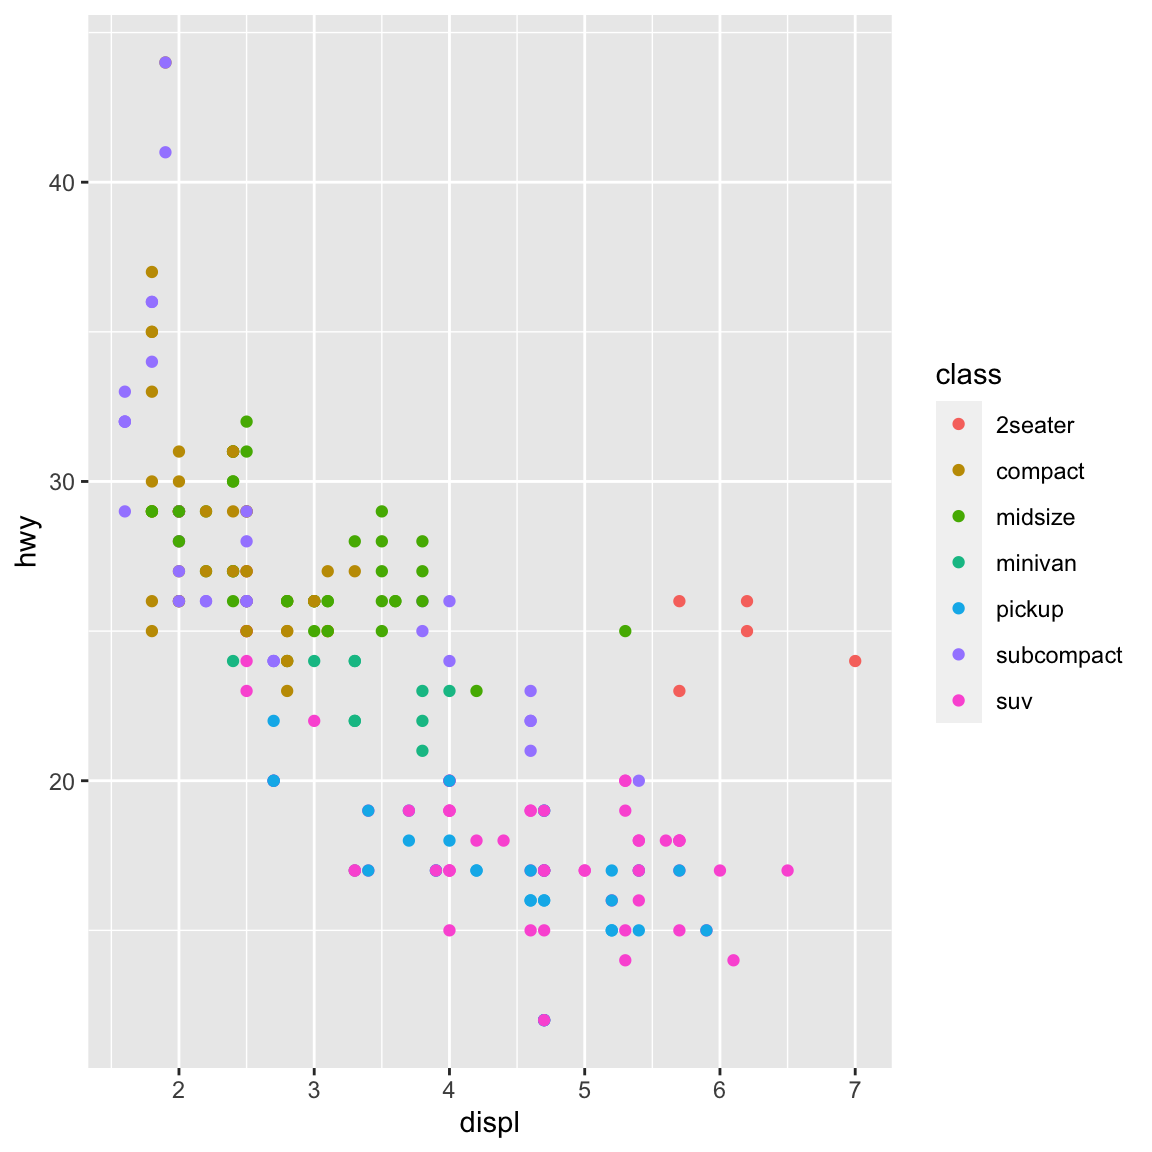 40
30
20
hwy
2 3 4 5 6 7
displ
class
2seater
compact
midsize
minivan
pickup
subcompact
suv